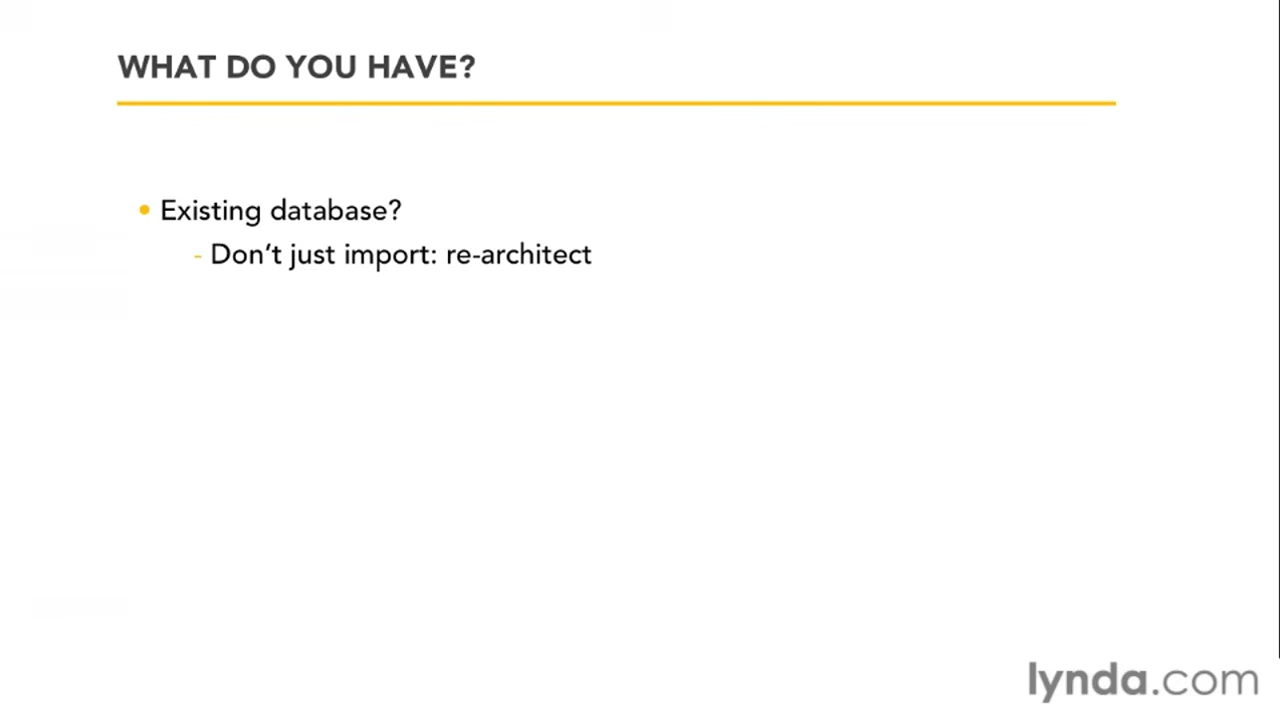 WHAT DO YOU HAVE?
• Existing database?
- Don’t just import: re-architect
lynda.com